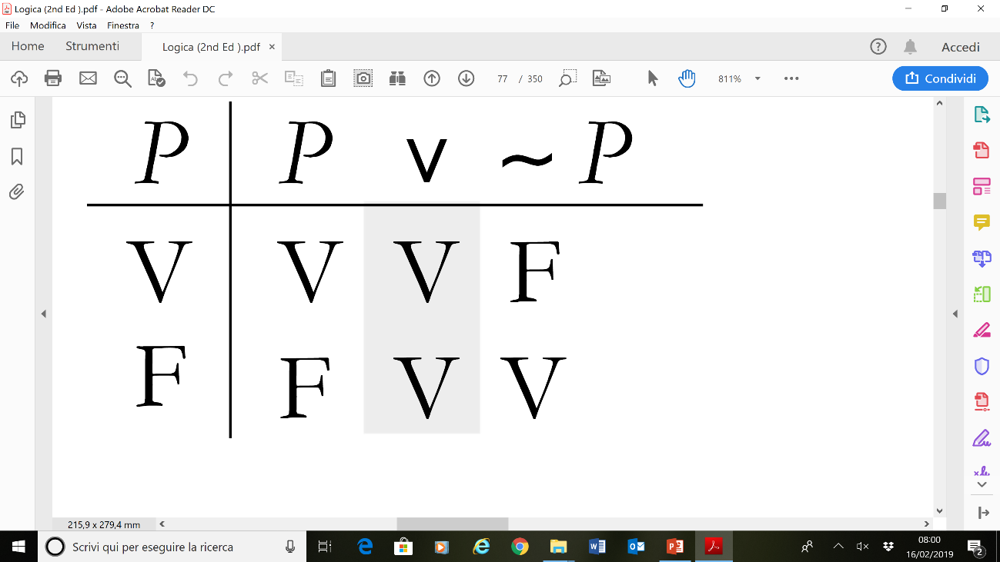 Logica (2nd Ed ).pdf - Adobe Acrobat Reader DC
File Modifica Vista Finestra ?
Home Strumenti Logica (2nd Ed ).pdf × ? Accedi
77 / 350 811% Condividi
P P ∨ ~ P
V V V F
F F V V
215,9 x 279,4 mm
Scrivi qui per eseguire la ricerca
08:00
16/02/2019
2